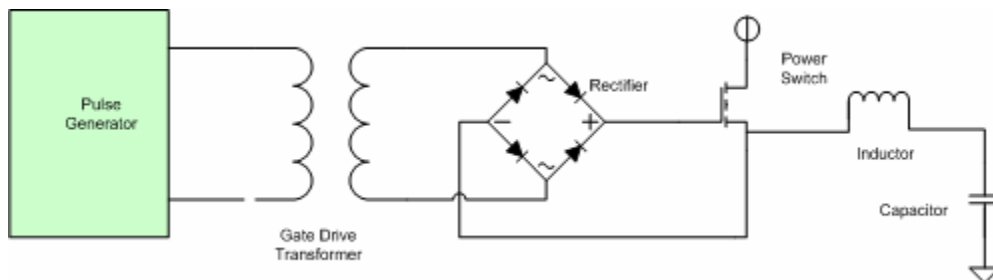 Pulse
Generator
Gate Drive
Transformer
~
Rectifier
−
+
~
Power
Switch
Inductor
Capacitor